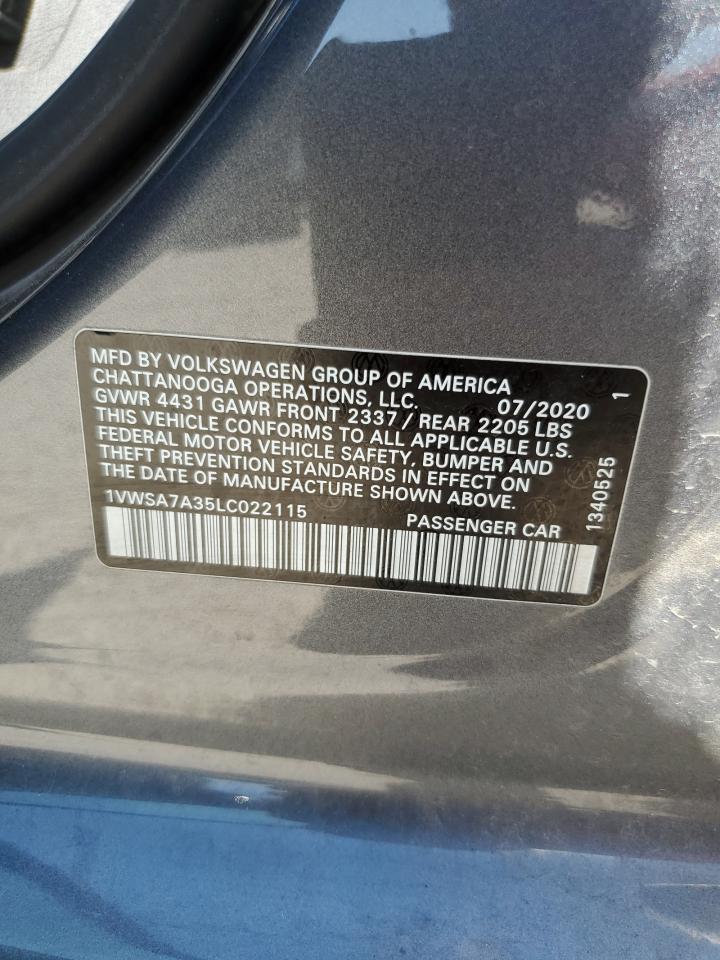 MFD BY VOLKSWAGEN GROUP OF AMERICA
CHATTANOOGA OPERATIONS, LLC. 07/2020
GVWR 4431 GAWR FRONT 2337 / REAR 2205 LBS
THIS VEHICLE CONFORMS TO ALL APPLICABLE U.S.
FEDERAL MOTOR VEHICLE SAFETY, BUMPER AND
THEFT PREVENTION STANDARDS IN EFFECT ON
THE DATE OF MANUFACTURE SHOWN ABOVE.
1VWSA7A35LC022115 PASSENGER CAR
1340525 1